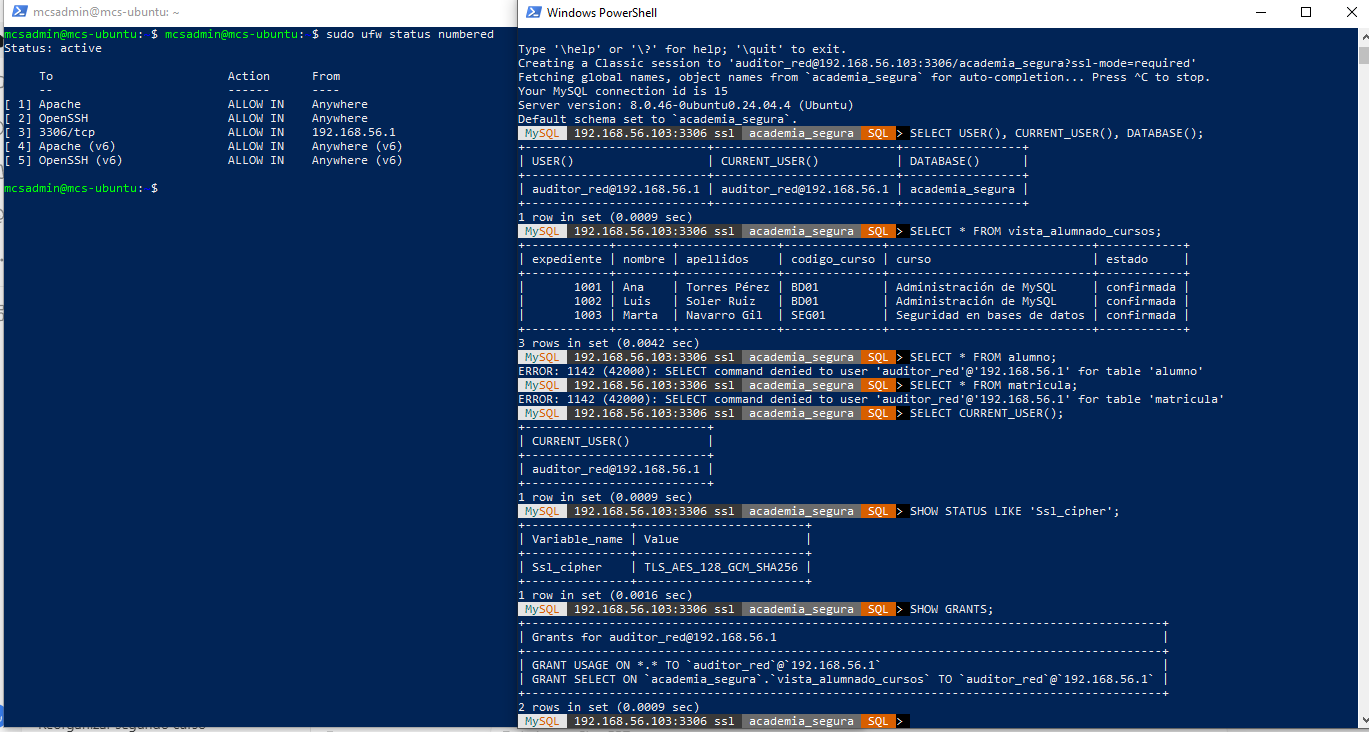 mcsadmin@mcs-ubuntu: ~
mcsadmin@mcs-ubuntu: $ mcsadmin@mcs-ubuntu: $ sudo ufw status numbered
Status: active
To Action From
-- ------ ----
[ 1] Apache ALLOW IN Anywhere
[ 2] OpenSSH ALLOW IN Anywhere
[ 3] 3306/tcp ALLOW IN 192.168.56.1
[ 4] Apache (v6) ALLOW IN Anywhere (v6)
[ 5] OpenSSH (v6) ALLOW IN Anywhere (v6)
mcsadmin@mcs-ubuntu: $
Windows PowerShell
Type '\help' or '\?' for help; '\quit' to exit.
Creating a Classic session to 'auditor_red@192.168.56.103:3306/academia_segura?ssl-mode=required'
Fetching global names, object names from `academia_segura` for auto-completion... Press ^C to stop.
Your MySQL connection id is 15
Server version: 8.0.46-0ubuntu0.24.04.4 (Ubuntu)
Default schema set to `academia_segura`.
MySQL 192.168.56.103:3306 ssl academia_segura SQL > SELECT USER(), CURRENT_USER(), DATABASE();
+-------------------------+-------------------------+-----------------+
| USER() | CURRENT_USER() | DATABASE() |
+-------------------------+-------------------------+-----------------+
| auditor_red@192.168.56.1 | auditor_red@192.168.56.1 | academia_segura |
+-------------------------+-------------------------+-----------------+
1 row in set (0.0009 sec)
MySQL 192.168.56.103:3306 ssl academia_segura SQL > SELECT * FROM vista_alumnado_cursos;
+------------+--------+--------------+--------------+----------------------------+------------+
| expediente | nombre | apellidos | codigo_curso | curso | estado |
+------------+--------+--------------+--------------+----------------------------+------------+
| 1001 | Ana | Torres Pérez | BD01 | Administración de MySQL | confirmada |
| 1002 | Luis | Soler Ruiz | BD01 | Administración de MySQL | confirmada |
| 1003 | Marta | Navarro Gil | SEG01 | Seguridad en bases de datos | confirmada |
+------------+--------+--------------+--------------+----------------------------+------------+
3 rows in set (0.0042 sec)
MySQL 192.168.56.103:3306 ssl academia_segura SQL > SELECT * FROM alumno;
ERROR: 1142 (42000): SELECT command denied to user 'auditor_red'@'192.168.56.1' for table 'alumno'
MySQL 192.168.56.103:3306 ssl academia_segura SQL > SELECT * FROM matricula;
ERROR: 1142 (42000): SELECT command denied to user 'auditor_red'@'192.168.56.1' for table 'matricula'
MySQL 192.168.56.103:3306 ssl academia_segura SQL > SELECT CURRENT_USER();
+--------------------------+
| CURRENT_USER() |
+--------------------------+
| auditor_red@192.168.56.1 |
+--------------------------+
1 row in set (0.0009 sec)
MySQL 192.168.56.103:3306 ssl academia_segura SQL > SHOW STATUS LIKE 'Ssl_cipher';
+---------------+------------------------+
| Variable_name | Value |
+---------------+------------------------+
| Ssl_cipher | TLS_AES_128_GCM_SHA256 |
+---------------+------------------------+
1 row in set (0.0016 sec)
MySQL 192.168.56.103:3306 ssl academia_segura SQL > SHOW GRANTS;
+------------------------------------------------------------------------------------------+
| Grants for auditor_red@192.168.56.1 |
+------------------------------------------------------------------------------------------+
| GRANT USAGE ON *.* TO `auditor_red`@`192.168.56.1` |
| GRANT SELECT ON `academia_segura`.`vista_alumnado_cursos` TO `auditor_red`@`192.168.56.1` |
+------------------------------------------------------------------------------------------+
2 rows in set (0.0009 sec)
MySQL 192.168.56.103:3306 ssl academia_segura SQL >